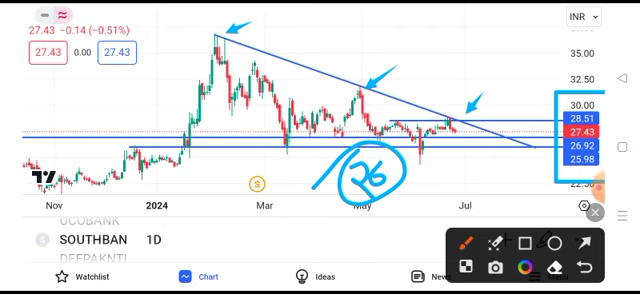 27.43 −0.14 (−0.51%)
INR
27.43 0.00 27.43
35.00
32.50
30.00
28.51
27.43
26.92
25.98
22.50
26
S
TV
Nov 2024 Mar May Jul
UCOBANK
S SOUTHBAN 1D
DEEPAKNTI
Watchlist Chart Ideas News Menu